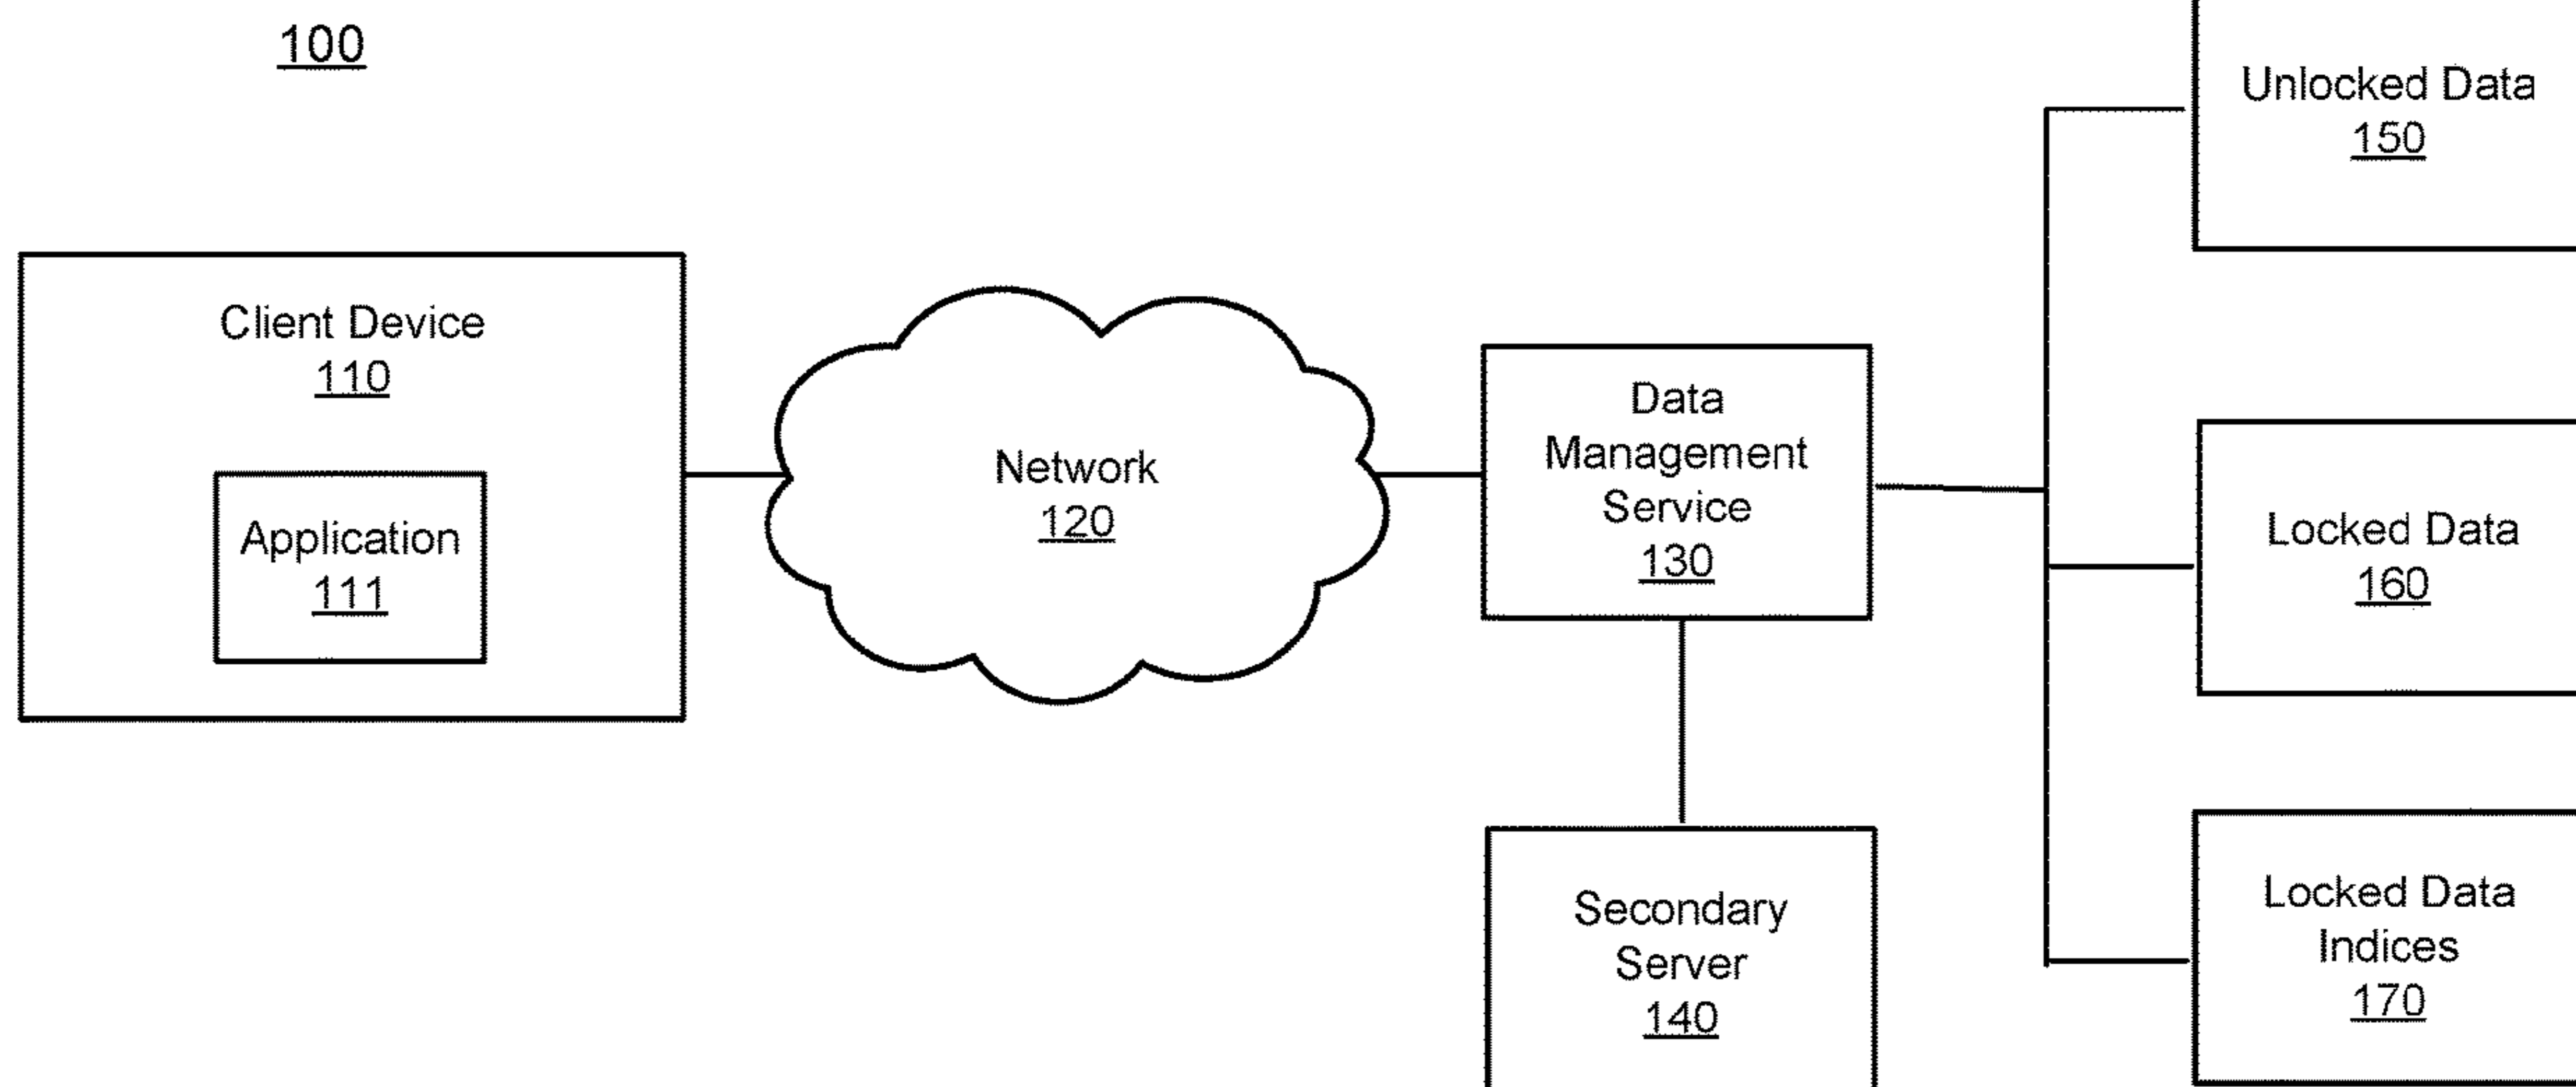 100
Client Device
110
Application
111
Network
120
Data
Management
Service
130
Secondary
Server
140
Unlocked Data
150
Locked Data
160
Locked Data
Indices
170